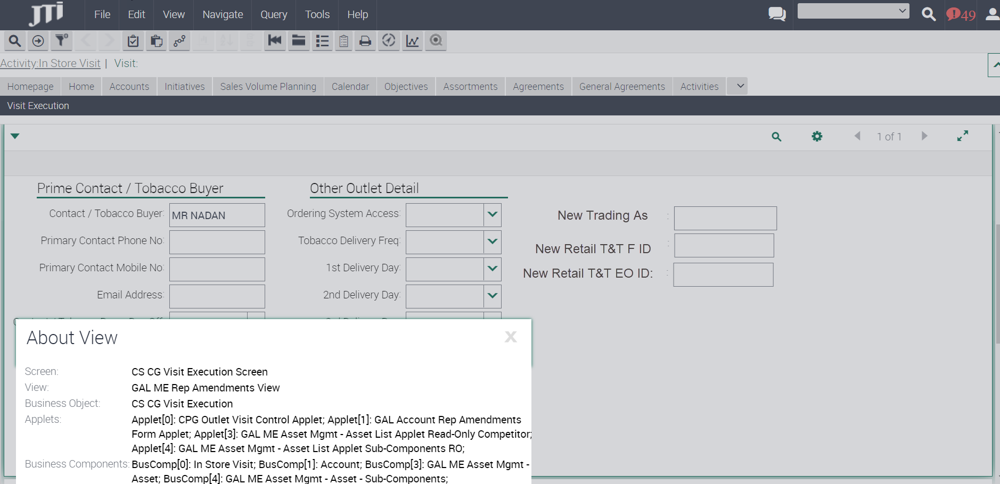 JTi File Edit View Navigate Query Tools Help 49
Activity:In Store Visit | Visit:
Homepage Home Accounts Initiatives Sales Volume Planning Calendar Objectives Assortments Agreements General Agreements Activities
Visit Execution
1 of 1
Prime Contact / Tobacco Buyer Other Outlet Detail
Contact / Tobacco Buyer: MR NADAN Ordering System Access: New Trading As :
Primary Contact Phone No: Tobacco Delivery Freq: New Retail T&T F ID :
Primary Contact Mobile No: 1st Delivery Day: New Retail T&T EO ID: :
Email Address: 2nd Delivery Day:
About View X
Screen: CS CG Visit Execution Screen
View: GAL ME Rep Amendments View
Business Object: CS CG Visit Execution
Applets: Applet[0]: CPG Outlet Visit Control Applet; Applet[1]: GAL Account Rep Amendments
Form Applet; Applet[3]: GAL ME Asset Mgmt - Asset List Applet Read-Only Competitor;
Applet[4]: GAL ME Asset Mgmt - Asset List Applet Sub-Components RO;
Business Components: BusComp[0]: In Store Visit; BusComp[1]: Account; BusComp[3]: GAL ME Asset Mgmt -
Asset; BusComp[4]: GAL ME Asset Mgmt - Asset - Sub-Components;